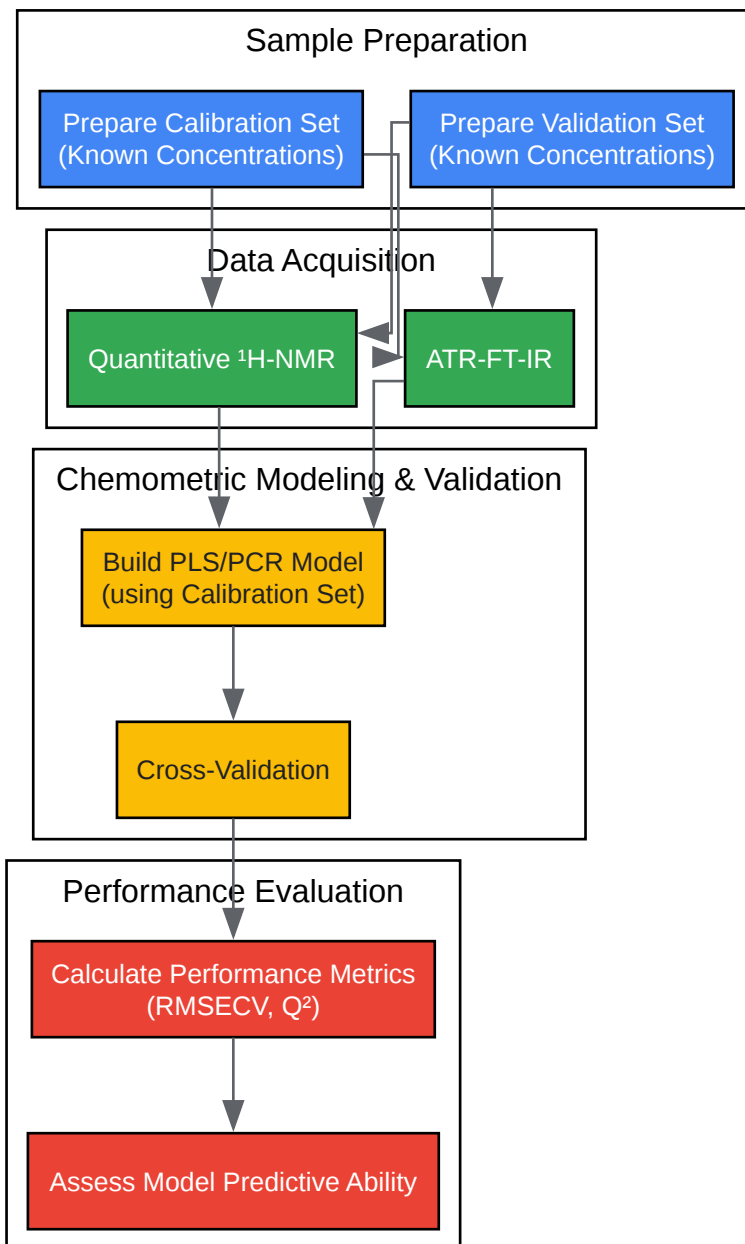 Sample Preparation
Prepare Calibration Set
(Known Concentrations)
Prepare Validation Set
(Known Concentrations)
Data Acquisition
Quantitative ¹H-NMR
ATR-FT-IR
Chemometric Modeling & Validation
Build PLS/PCR Model
(using Calibration Set)
Cross-Validation
Performance Evaluation
Calculate Performance Metrics
(RMSECV, Q²)
Assess Model Predictive Ability